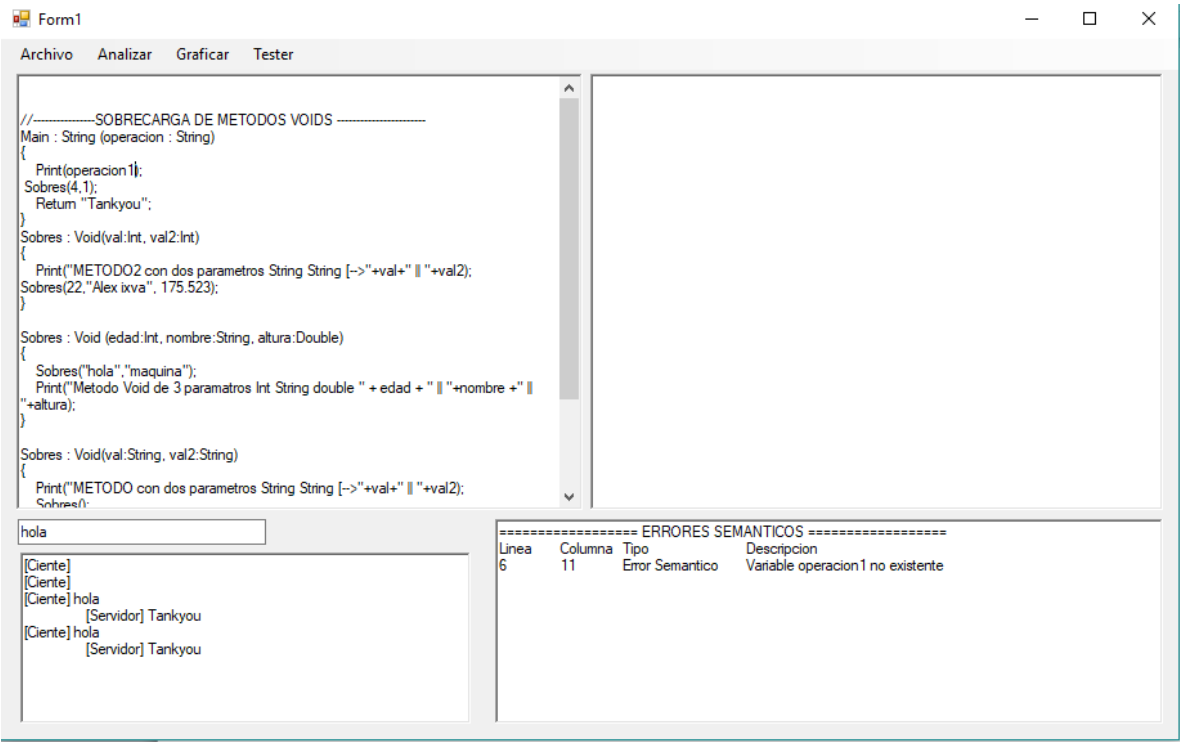 Form1
Archivo Analizar Graficar Tester
//----------------SOBRECARGA DE METODOS VOIDS -----------------------
Main : String (operacion : String)
{
Print(operacion1);
Sobres(4,1);
Return "Tankyou";
}
Sobres : Void(val:Int, val2:Int)
{
Print("METODO2 con dos parametros String String [-->"+val+" || "+val2);
Sobres(22,"Alex ixva", 175.523);
}
Sobres : Void (edad:Int, nombre:String, altura:Double)
{
Sobres("hola","maquina");
Print("Metodo Void de 3 paramatros Int String double " + edad + " || "+nombre +" ||
"+altura);
}
Sobres : Void(val:String, val2:String)
{
Print("METODO con dos parametros String String [-->"+val+" || "+val2);
Sobres();
hola
[Ciente]
[Ciente]
[Ciente] hola
[Servidor] Tankyou
[Ciente] hola
[Servidor] Tankyou
================== ERRORES SEMANTICOS ==================
Linea Columna Tipo Descripcion
6 11 Error Semantico Variable operacion1 no existente